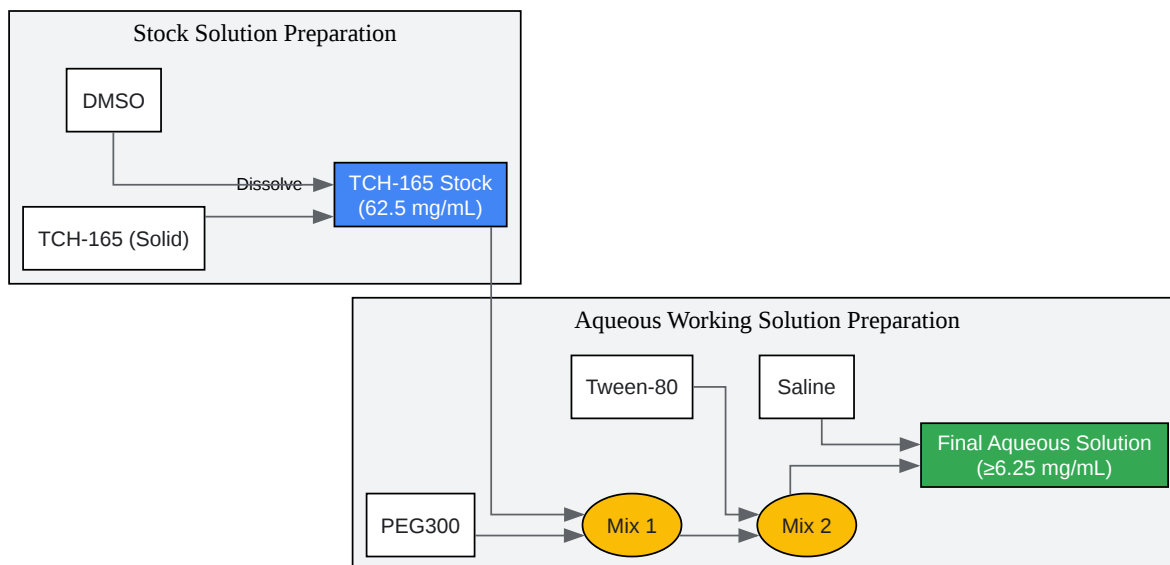 Stock Solution Preparation
DMSO
Dissolve
TCH-165 Stock
(62.5 mg/mL)
TCH-165 (Solid)
Aqueous Working Solution Preparation
Tween-80
Saline
Final Aqueous Solution
(≥6.25 mg/mL)
PEG300
Mix 1
Mix 2